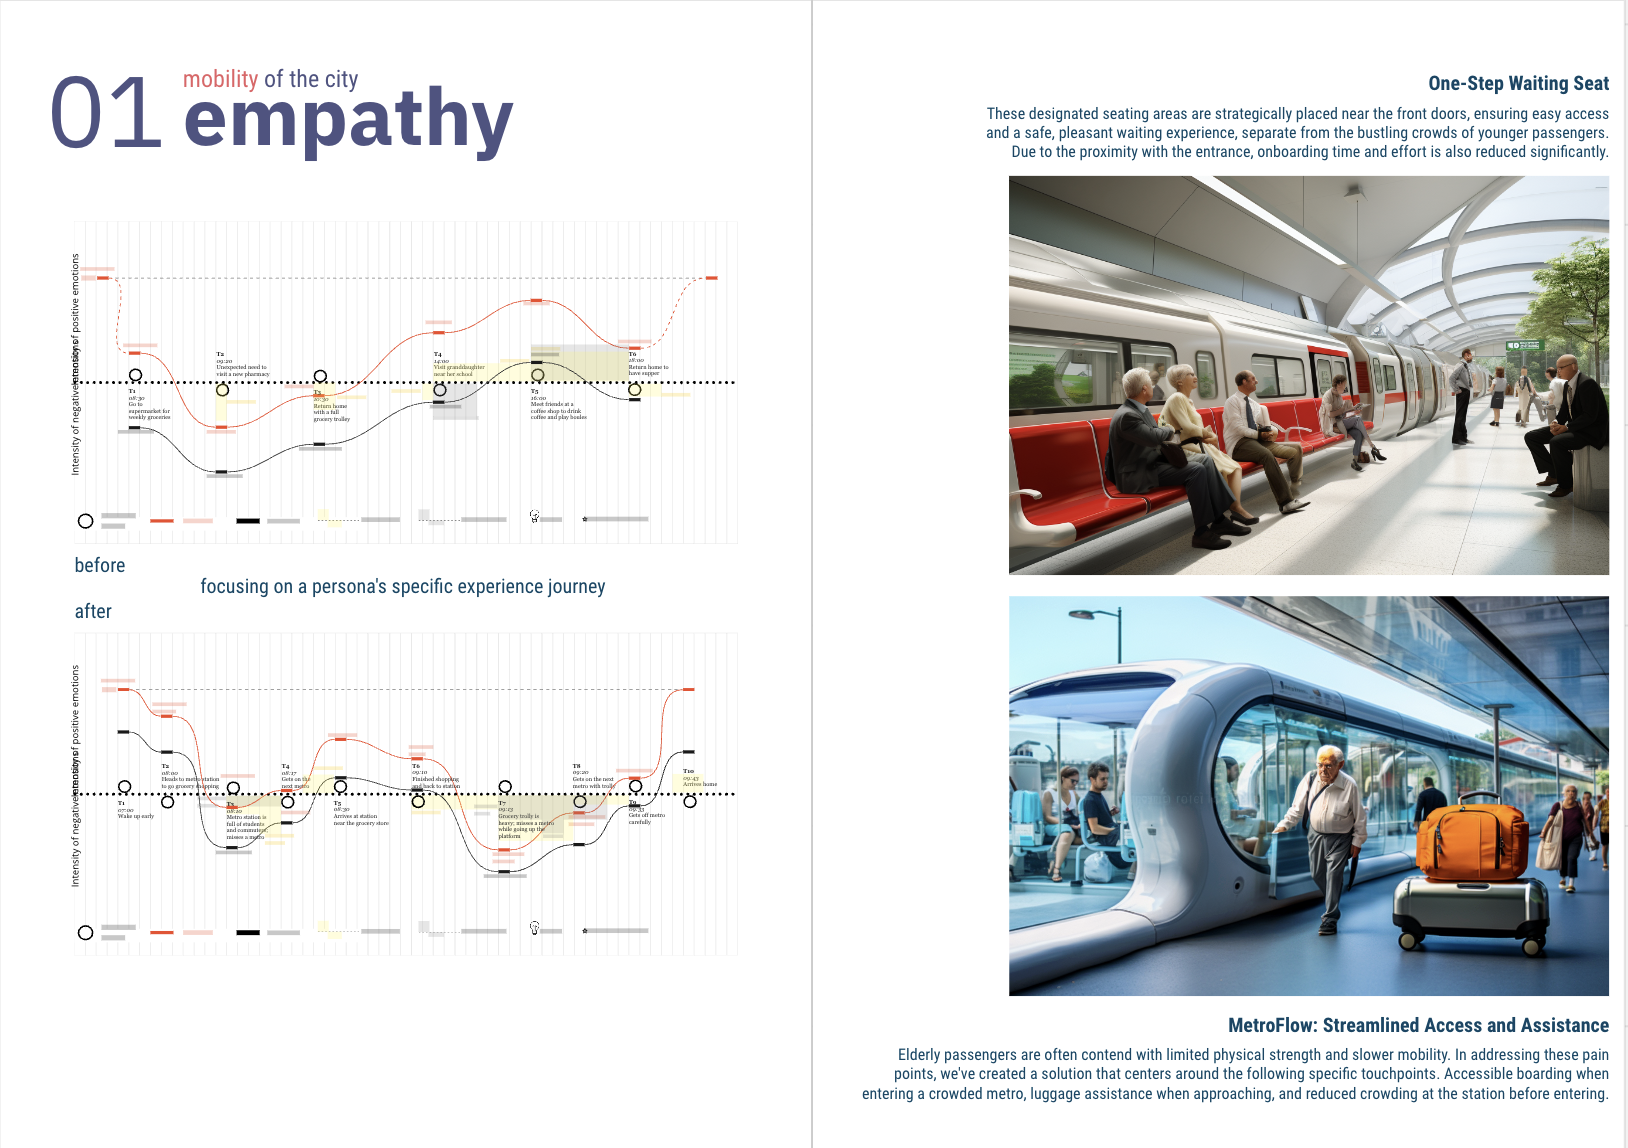 01
mobility of the city
empathy
Intensity of positive emotions
Intensity of negative emotions
T1
08:30
Go to
supermarket for
weekly groceries
T2
09:20
Unexpected need to
visit a new pharmacy
T3
10:30
Return home
with a full
grocery trolley
T4
14:00
Visit granddaughter
near her school
T5
16:00
Meet friends at a
coffee shop to drink
coffee and play boules
T6
18:00
Return home to
have supper
before
focusing on a persona's specific experience journey
after
Intensity of positive emotions
Intensity of negative emotions
T1
07:00
Wake up early
T2
08:00
Heads to metro station
to go grocery shopping
T3
08:10
Metro station is
full of students
and commuters;
misses a metro
T4
08:17
Gets on the
next metro
T5
08:30
Arrives at station
near the grocery store
T6
09:10
Finished shopping
and back to station
T7
09:13
Grocery trolly is
heavy; misses a metro
while going up the
platform
T8
09:20
Gets on the next
metro with trolly
T9
09:33
Gets off metro
carefully
T10
09:43
Arrives home
One-Step Waiting Seat
These designated seating areas are strategically placed near the front doors, ensuring easy access
and a safe, pleasant waiting experience, separate from the bustling crowds of younger passengers.
Due to the proximity with the entrance, onboarding time and effort is also reduced significantly.
MetroFlow: Streamlined Access and Assistance
Elderly passengers are often contend with limited physical strength and slower mobility. In addressing these pain
points, we've created a solution that centers around the following specific touchpoints. Accessible boarding when
entering a crowded metro, luggage assistance when approaching, and reduced crowding at the station before entering.